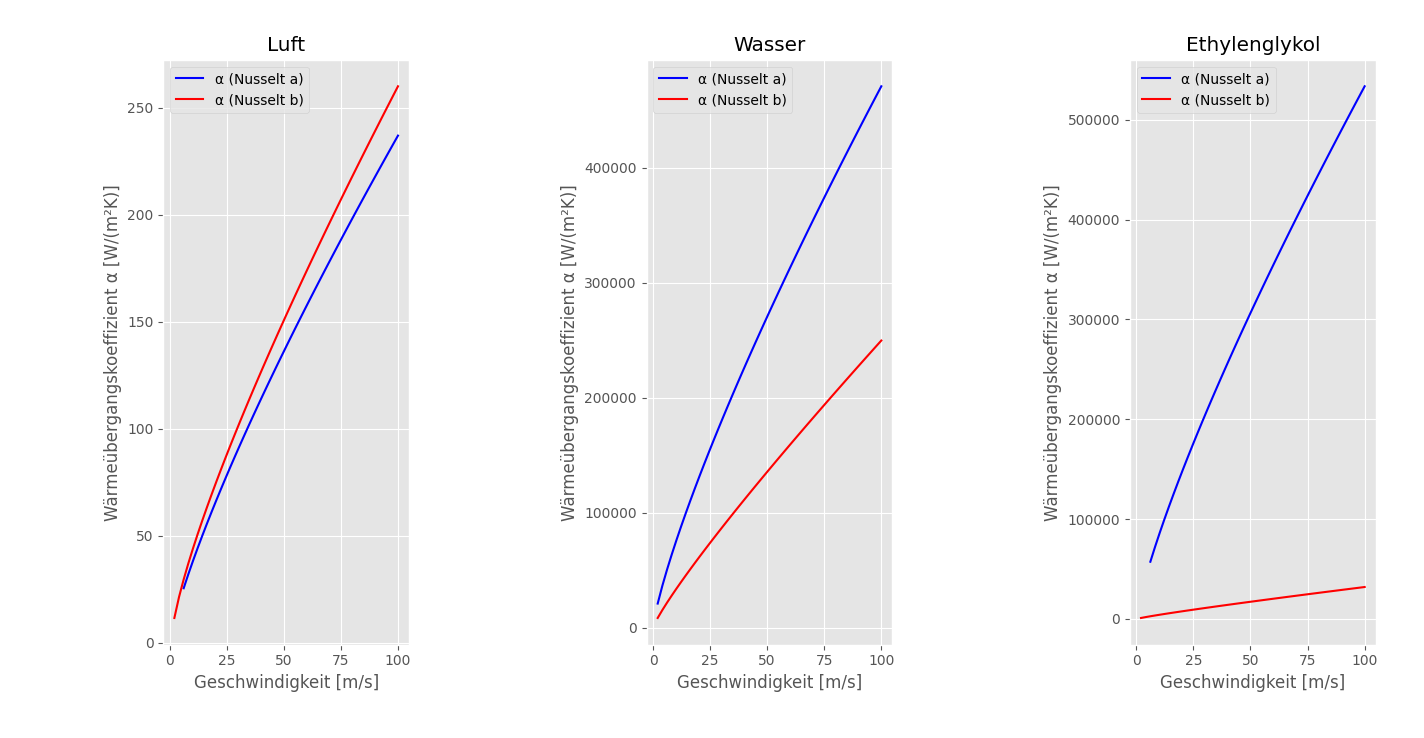 Luft
α (Nusselt a)
α (Nusselt b)
Wärmeübergangskoeffizient α [W/(m²K)]
250
200
150
100
50
0
0 25 50 75 100
Geschwindigkeit [m/s]
Wasser
α (Nusselt a)
α (Nusselt b)
Wärmeübergangskoeffizient α [W/(m²K)]
400000
300000
200000
100000
0
0 25 50 75 100
Geschwindigkeit [m/s]
Ethylenglykol
α (Nusselt a)
α (Nusselt b)
Wärmeübergangskoeffizient α [W/(m²K)]
500000
400000
300000
200000
100000
0
0 25 50 75 100
Geschwindigkeit [m/s]